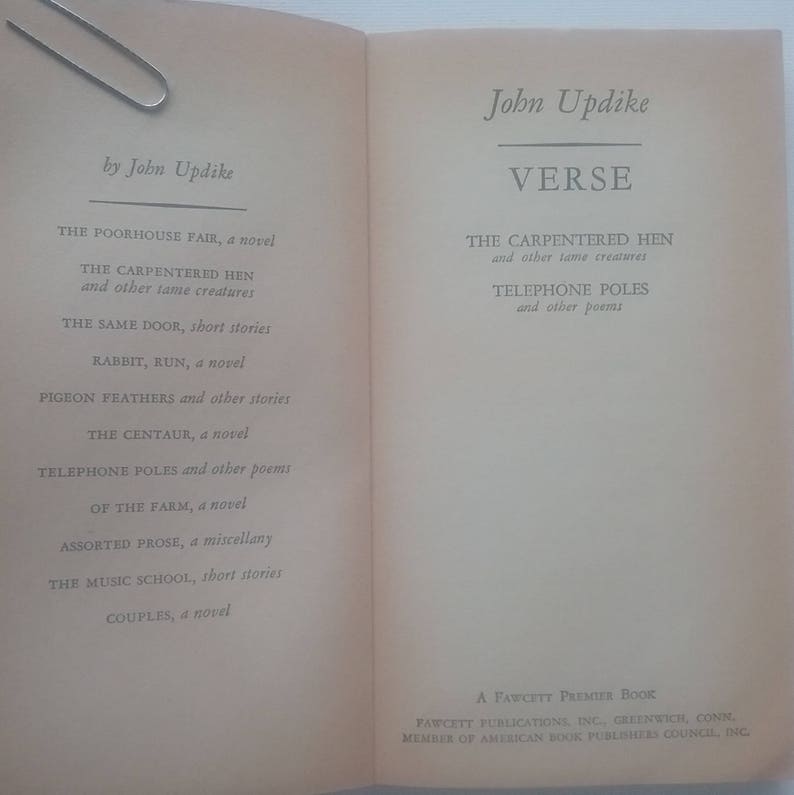 by John Updike
THE POORHOUSE FAIR, a novel
THE CARPENTERED HEN
and other tame creatures
THE SAME DOOR, short stories
RABBIT, RUN, a novel
PIGEON FEATHERS and other stories
THE CENTAUR, a novel
TELEPHONE POLES and other poems
OF THE FARM, a novel
ASSORTED PROSE, a miscellany
THE MUSIC SCHOOL, short stories
COUPLES, a novel
John Updike
VERSE
THE CARPENTERED HEN
and other tame creatures
TELEPHONE POLES
and other poems
A FAWCETT PREMIER BOOK
FAWCETT PUBLICATIONS, INC., GREENWICH, CONN.
MEMBER OF AMERICAN BOOK PUBLISHERS COUNCIL, INC.